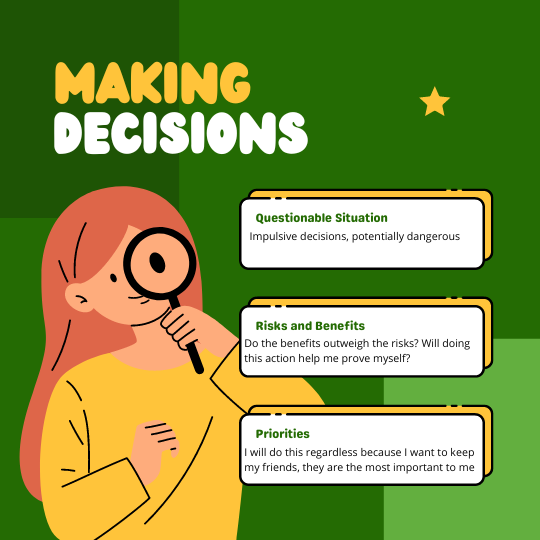 MAKING
DECISIONS
Questionable Situation
Impulsive decisions, potentially dangerous
Risks and Benefits
Do the benefits outweigh the risks? Will doing
this action help me prove myself?
Priorities
I will do this regardless because I want to keep
my friends, they are the most important to me